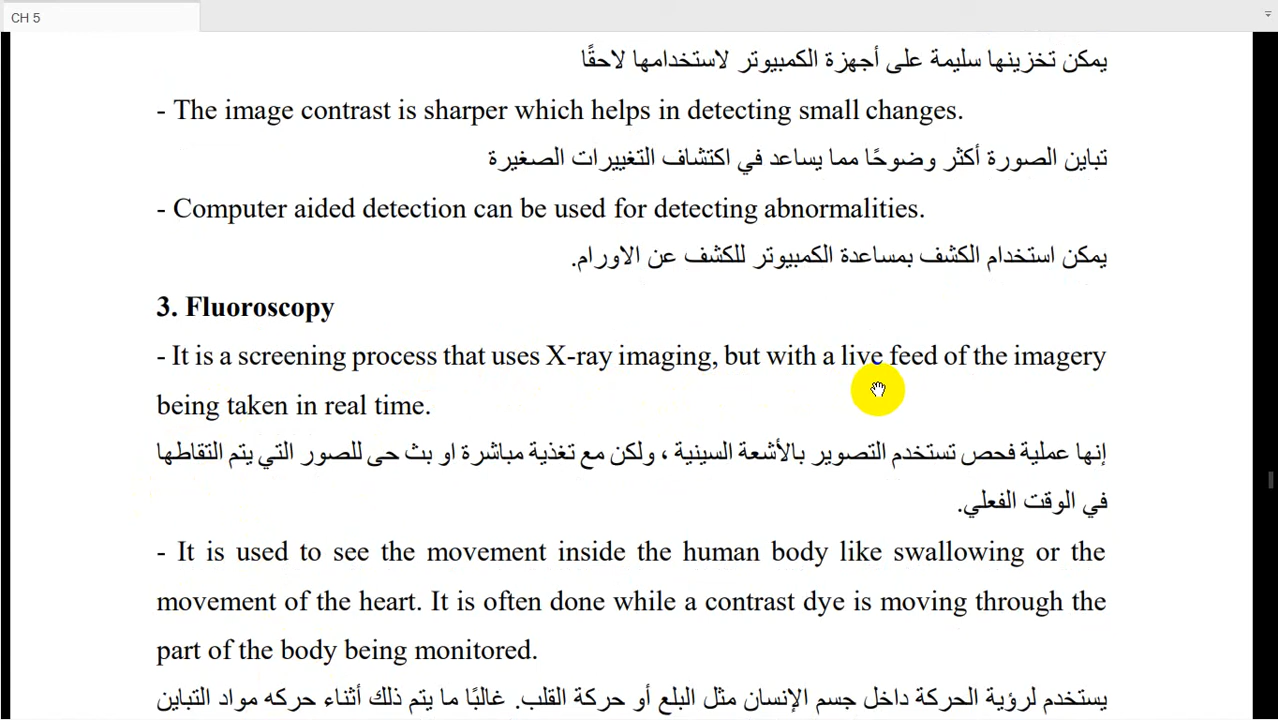 CH 5
يمكن تخزينها سليمة على أجهزة الكمبيوتر لاستخدامها لاحقًا
- The image contrast is sharper which helps in detecting small changes.
تباين الصورة أكثر وضوحًا مما يساعد في اكتشاف التغييرات الصغيرة
- Computer aided detection can be used for detecting abnormalities.
يمكن استخدام الكشف بمساعدة الكمبيوتر للكشف عن الاورام.
3. Fluoroscopy
- It is a screening process that uses X-ray imaging, but with a live feed of the imagery
being taken in real time.
إنها عملية فحص تستخدم التصوير بالأشعة السينية ، ولكن مع تغذية مباشرة او بث حى للصور التي يتم التقاطها
في الوقت الفعلي.
- It is used to see the movement inside the human body like swallowing or the
movement of the heart. It is often done while a contrast dye is moving through the
part of the body being monitored.
يستخدم لرؤية الحركة داخل جسم الإنسان مثل البلع أو حركة القلب. غالبًا ما يتم ذلك أثناء حركه مواد التباين